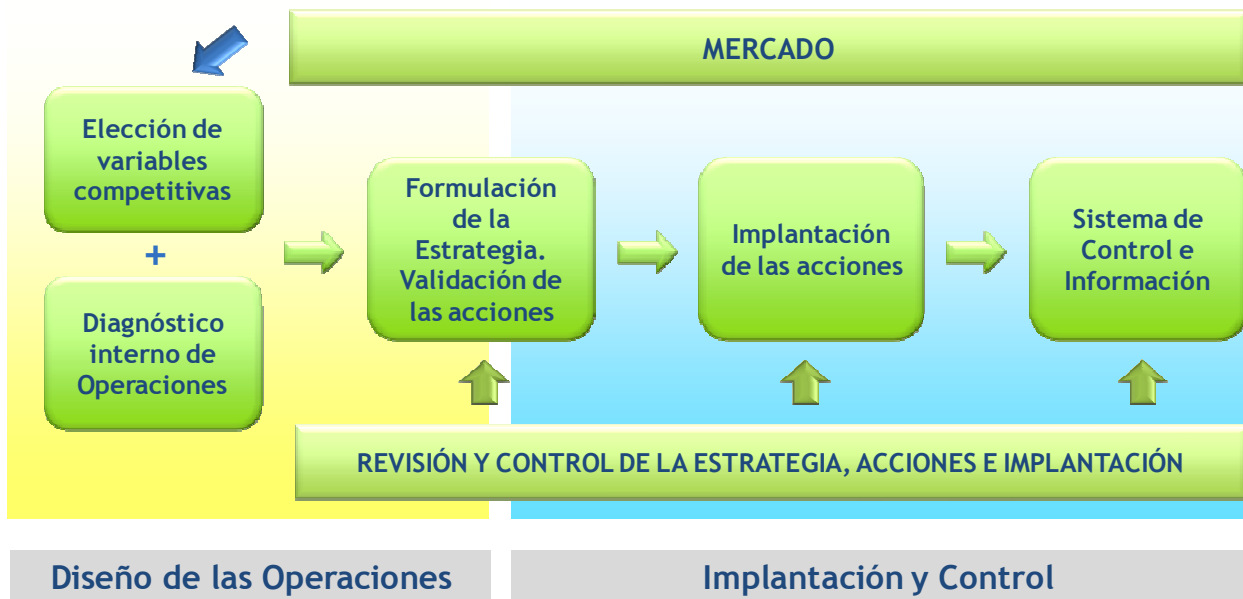 MERCADO
Elección de
variables
competitivas
+
Diagnóstico
interno de
Operaciones
Formulación
de la
Estrategia.
Validación de
las acciones
Implantación
de las acciones
Sistema de
Control e
Información
REVISIÓN Y CONTROL DE LA ESTRATEGIA, ACCIONES E IMPLANTACIÓN
Diseño de las Operaciones
Implantación y Control